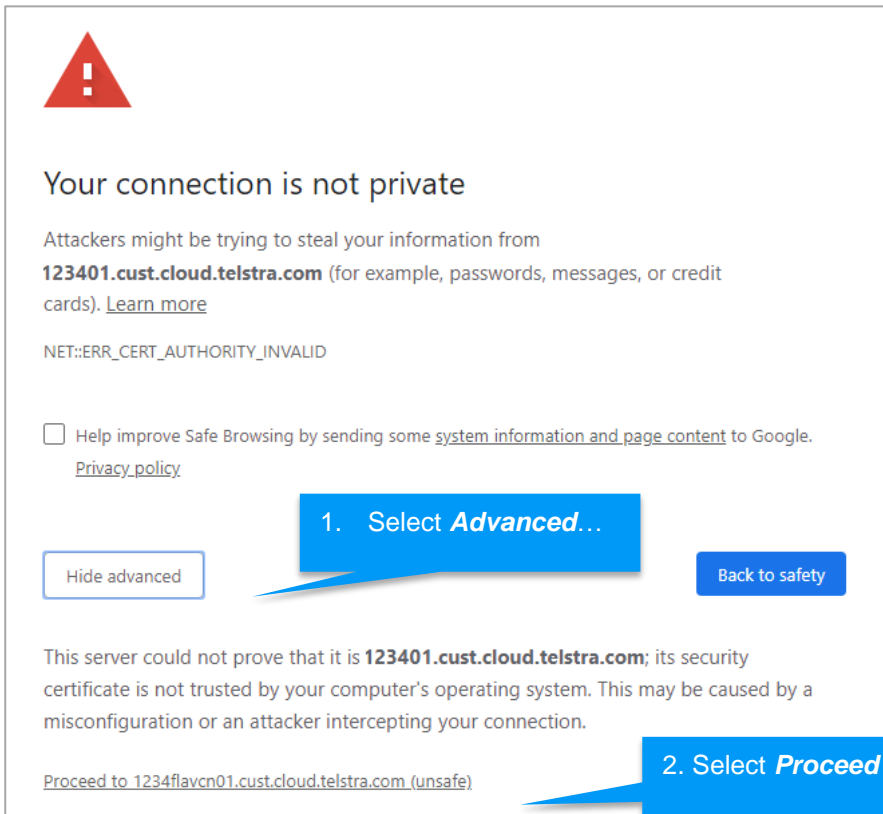 Your connection is not private
Attackers might be trying to steal your information from
123401.cust.cloud.telstra.com (for example, passwords, messages, or credit
cards). Learn more
NET::ERR_CERT_AUTHORITY_INVALID
Help improve Safe Browsing by sending some system information and page content to Google.
Privacy policy
1. Select Advanced…
Hide advanced
Back to safety
This server could not prove that it is 123401.cust.cloud.telstra.com; its security
certificate is not trusted by your computer's operating system. This may be caused by a
misconfiguration or an attacker intercepting your connection.
2. Select Proceed
Proceed to 1234flavcn01.cust.cloud.telstra.com (unsafe)